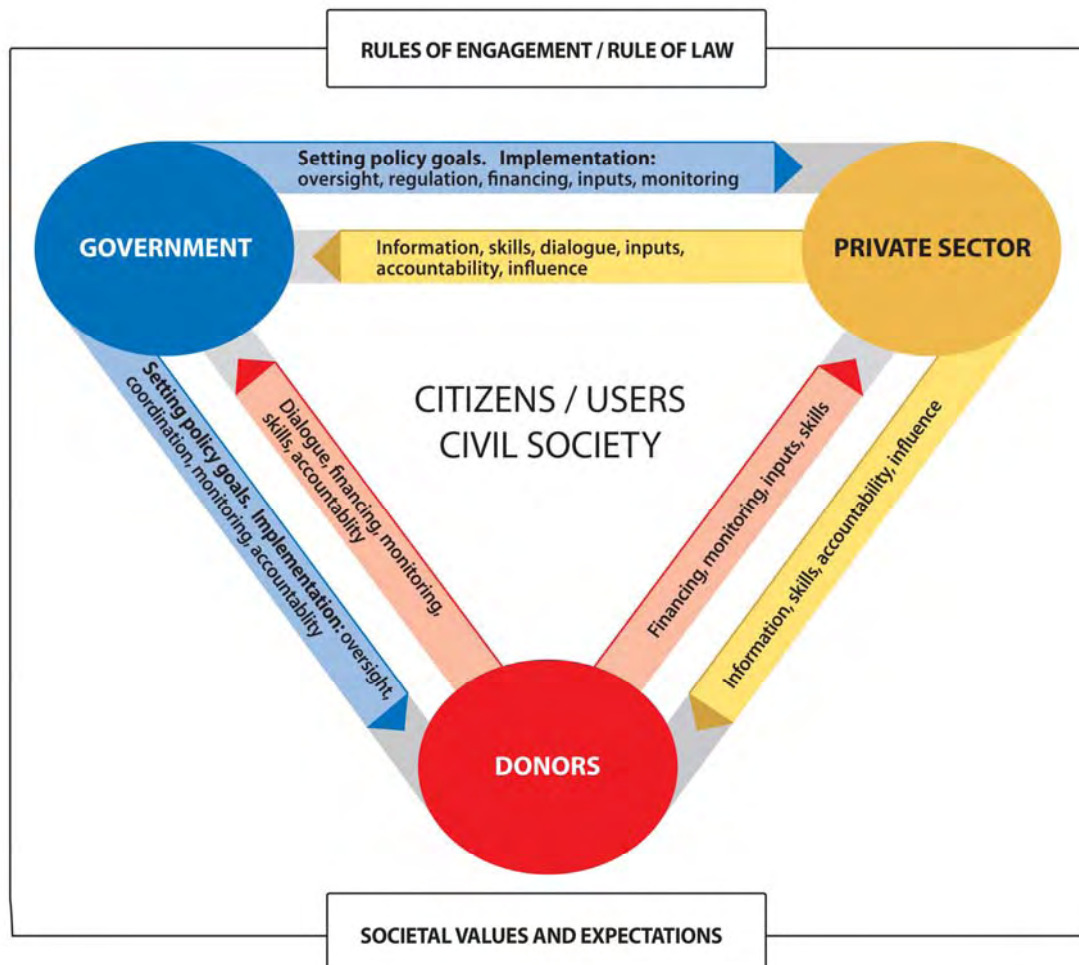 RULES OF ENGAGEMENT / RULE OF LAW
Setting policy goals. Implementation:
oversight, regulation, financing, inputs, monitoring
GOVERNMENT
PRIVATE SECTOR
Information, skills, dialogue, inputs,
accountability, influence
CITIZENS / USERS
CIVIL SOCIETY
Setting policy goals. Implementation: oversight,
coordination, monitoring, accountablity
Dialogue, financing, monitoring,
skills, accountablity
Financing, monitoring, inputs, skills
Information, skills, accountability, influence
DONORS
SOCIETAL VALUES AND EXPECTATIONS